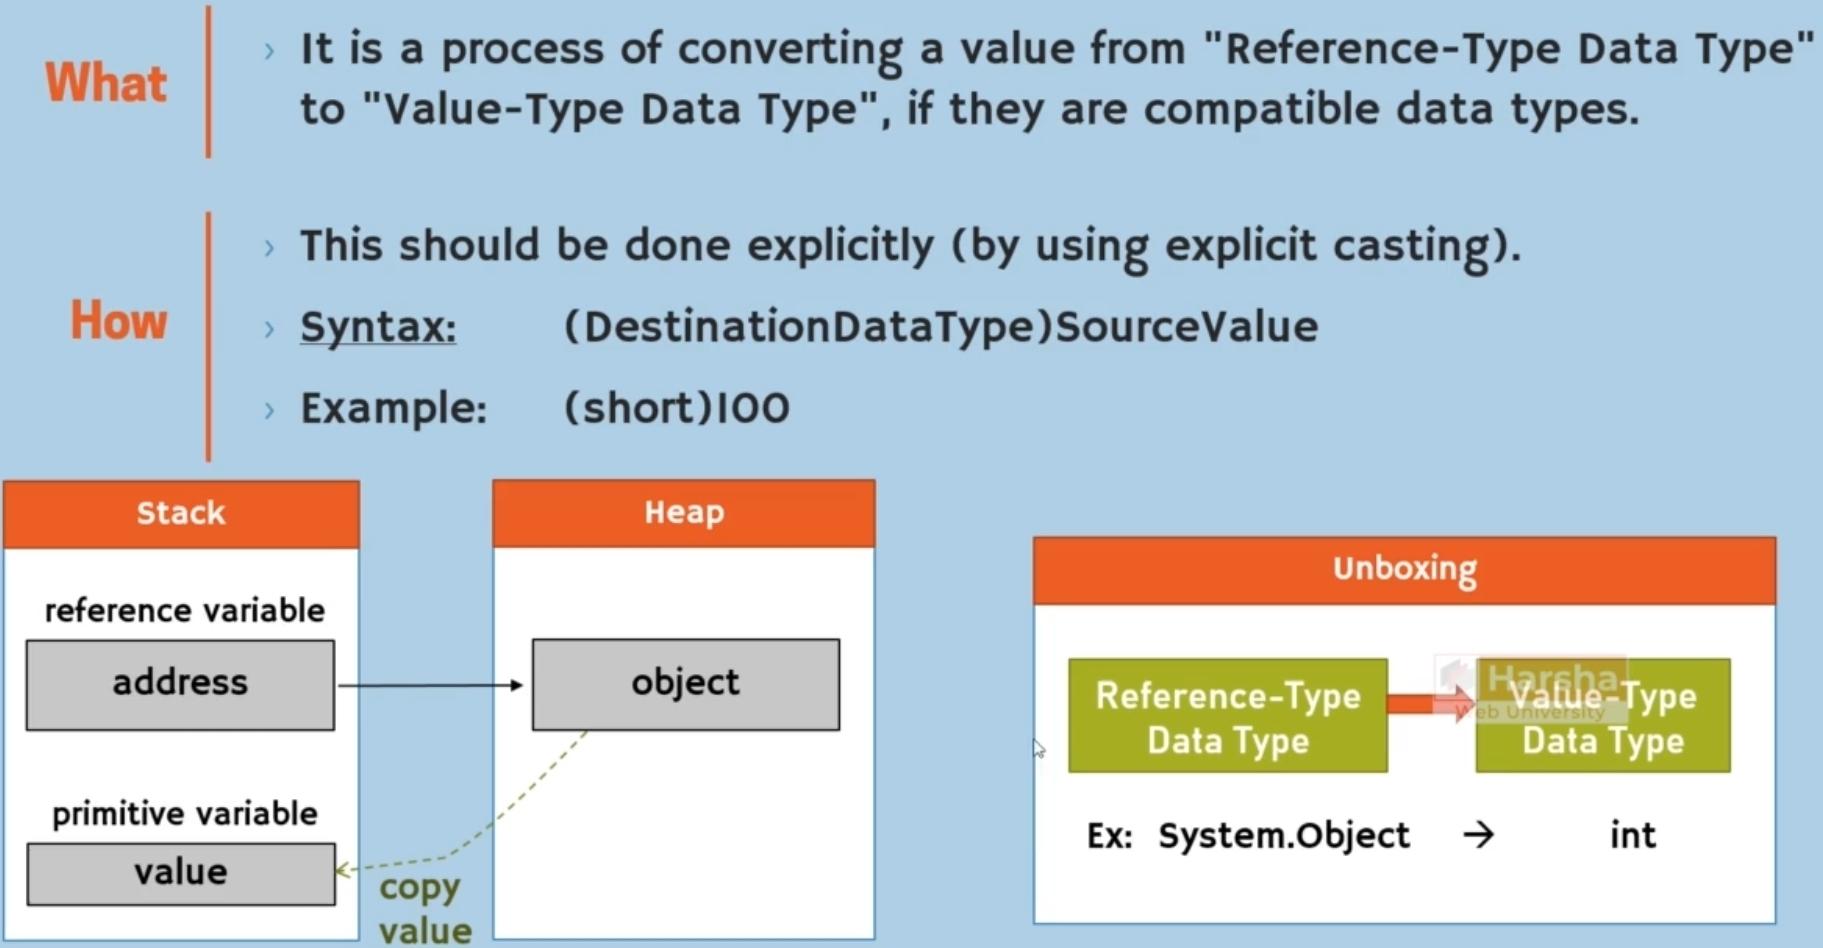 What
› It is a process of converting a value from "Reference-Type Data Type"
to "Value-Type Data Type", if they are compatible data types.
How
› This should be done explicitly (by using explicit casting).
› Syntax: (DestinationDataType)SourceValue
› Example: (short)100
Stack
reference variable
address
primitive variable
value
copy
value
Heap
object
Unboxing
Reference-Type
Data Type
Value-Type
Data Type
Harsha
Web University
Ex: System.Object → int